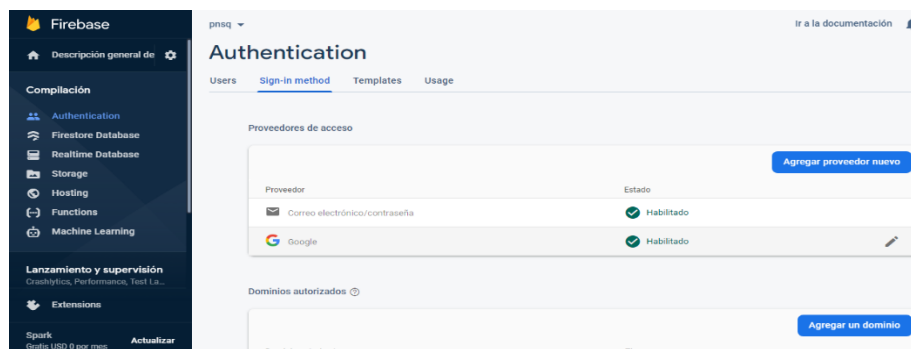 Firebase
Descripción general de
Compilación
Authentication
Firestore Database
Realtime Database
Storage
Hosting
Functions
Machine Learning
Lanzamiento y supervisión
Crashlytics, Performance, Test La...
Extensions
Spark
Gratis USD 0 por mes
Actualizar
pnsq
Ir a la documentación
Authentication
Users Sign-in method Templates Usage
Proveedores de acceso
Agregar proveedor nuevo
Proveedor Estado
Correo electrónico/contraseña Habilitado
Google Habilitado
Dominios autorizados
Agregar un dominio